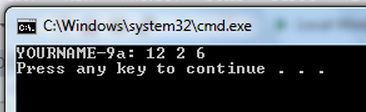 C:\Windows\system32\cmd.exe
YOURNAME-9a: 12 2 6
Press any key to continue . . .